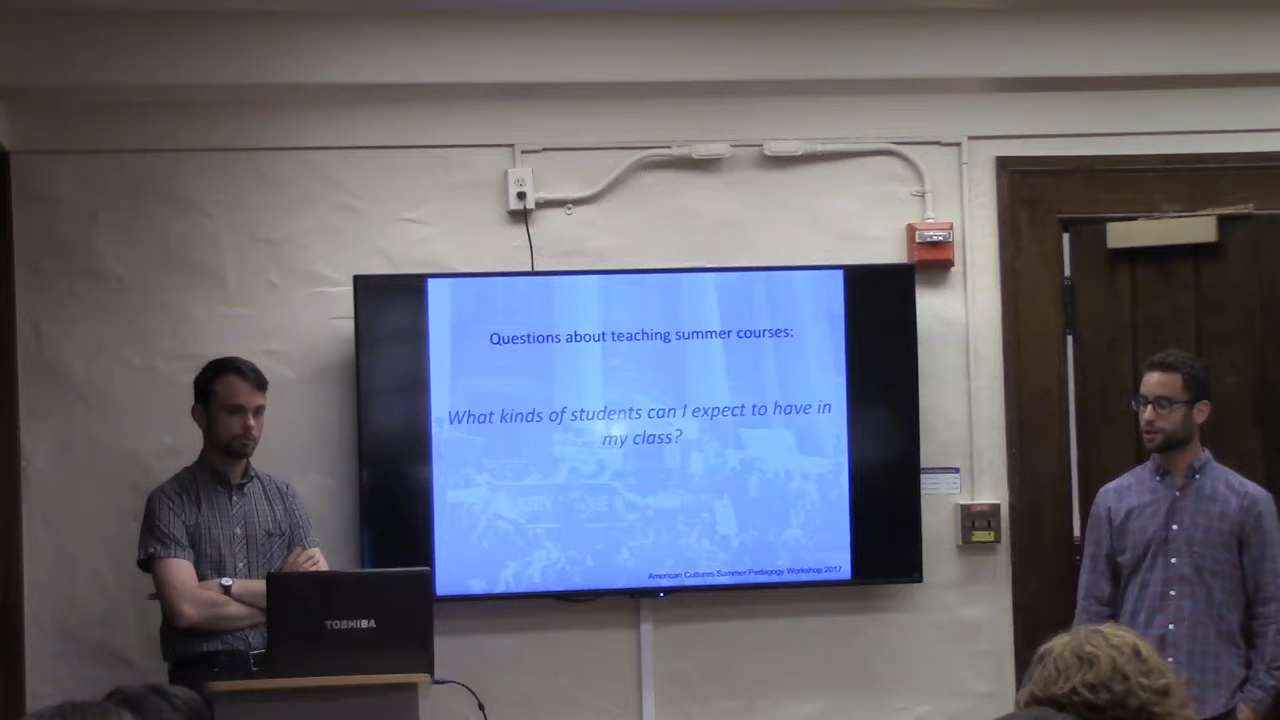 Questions about teaching summer courses:
What kinds of students can I expect to have in
my class?
American Cultures Summer Pedagogy Workshop 2017
TOSHIBA